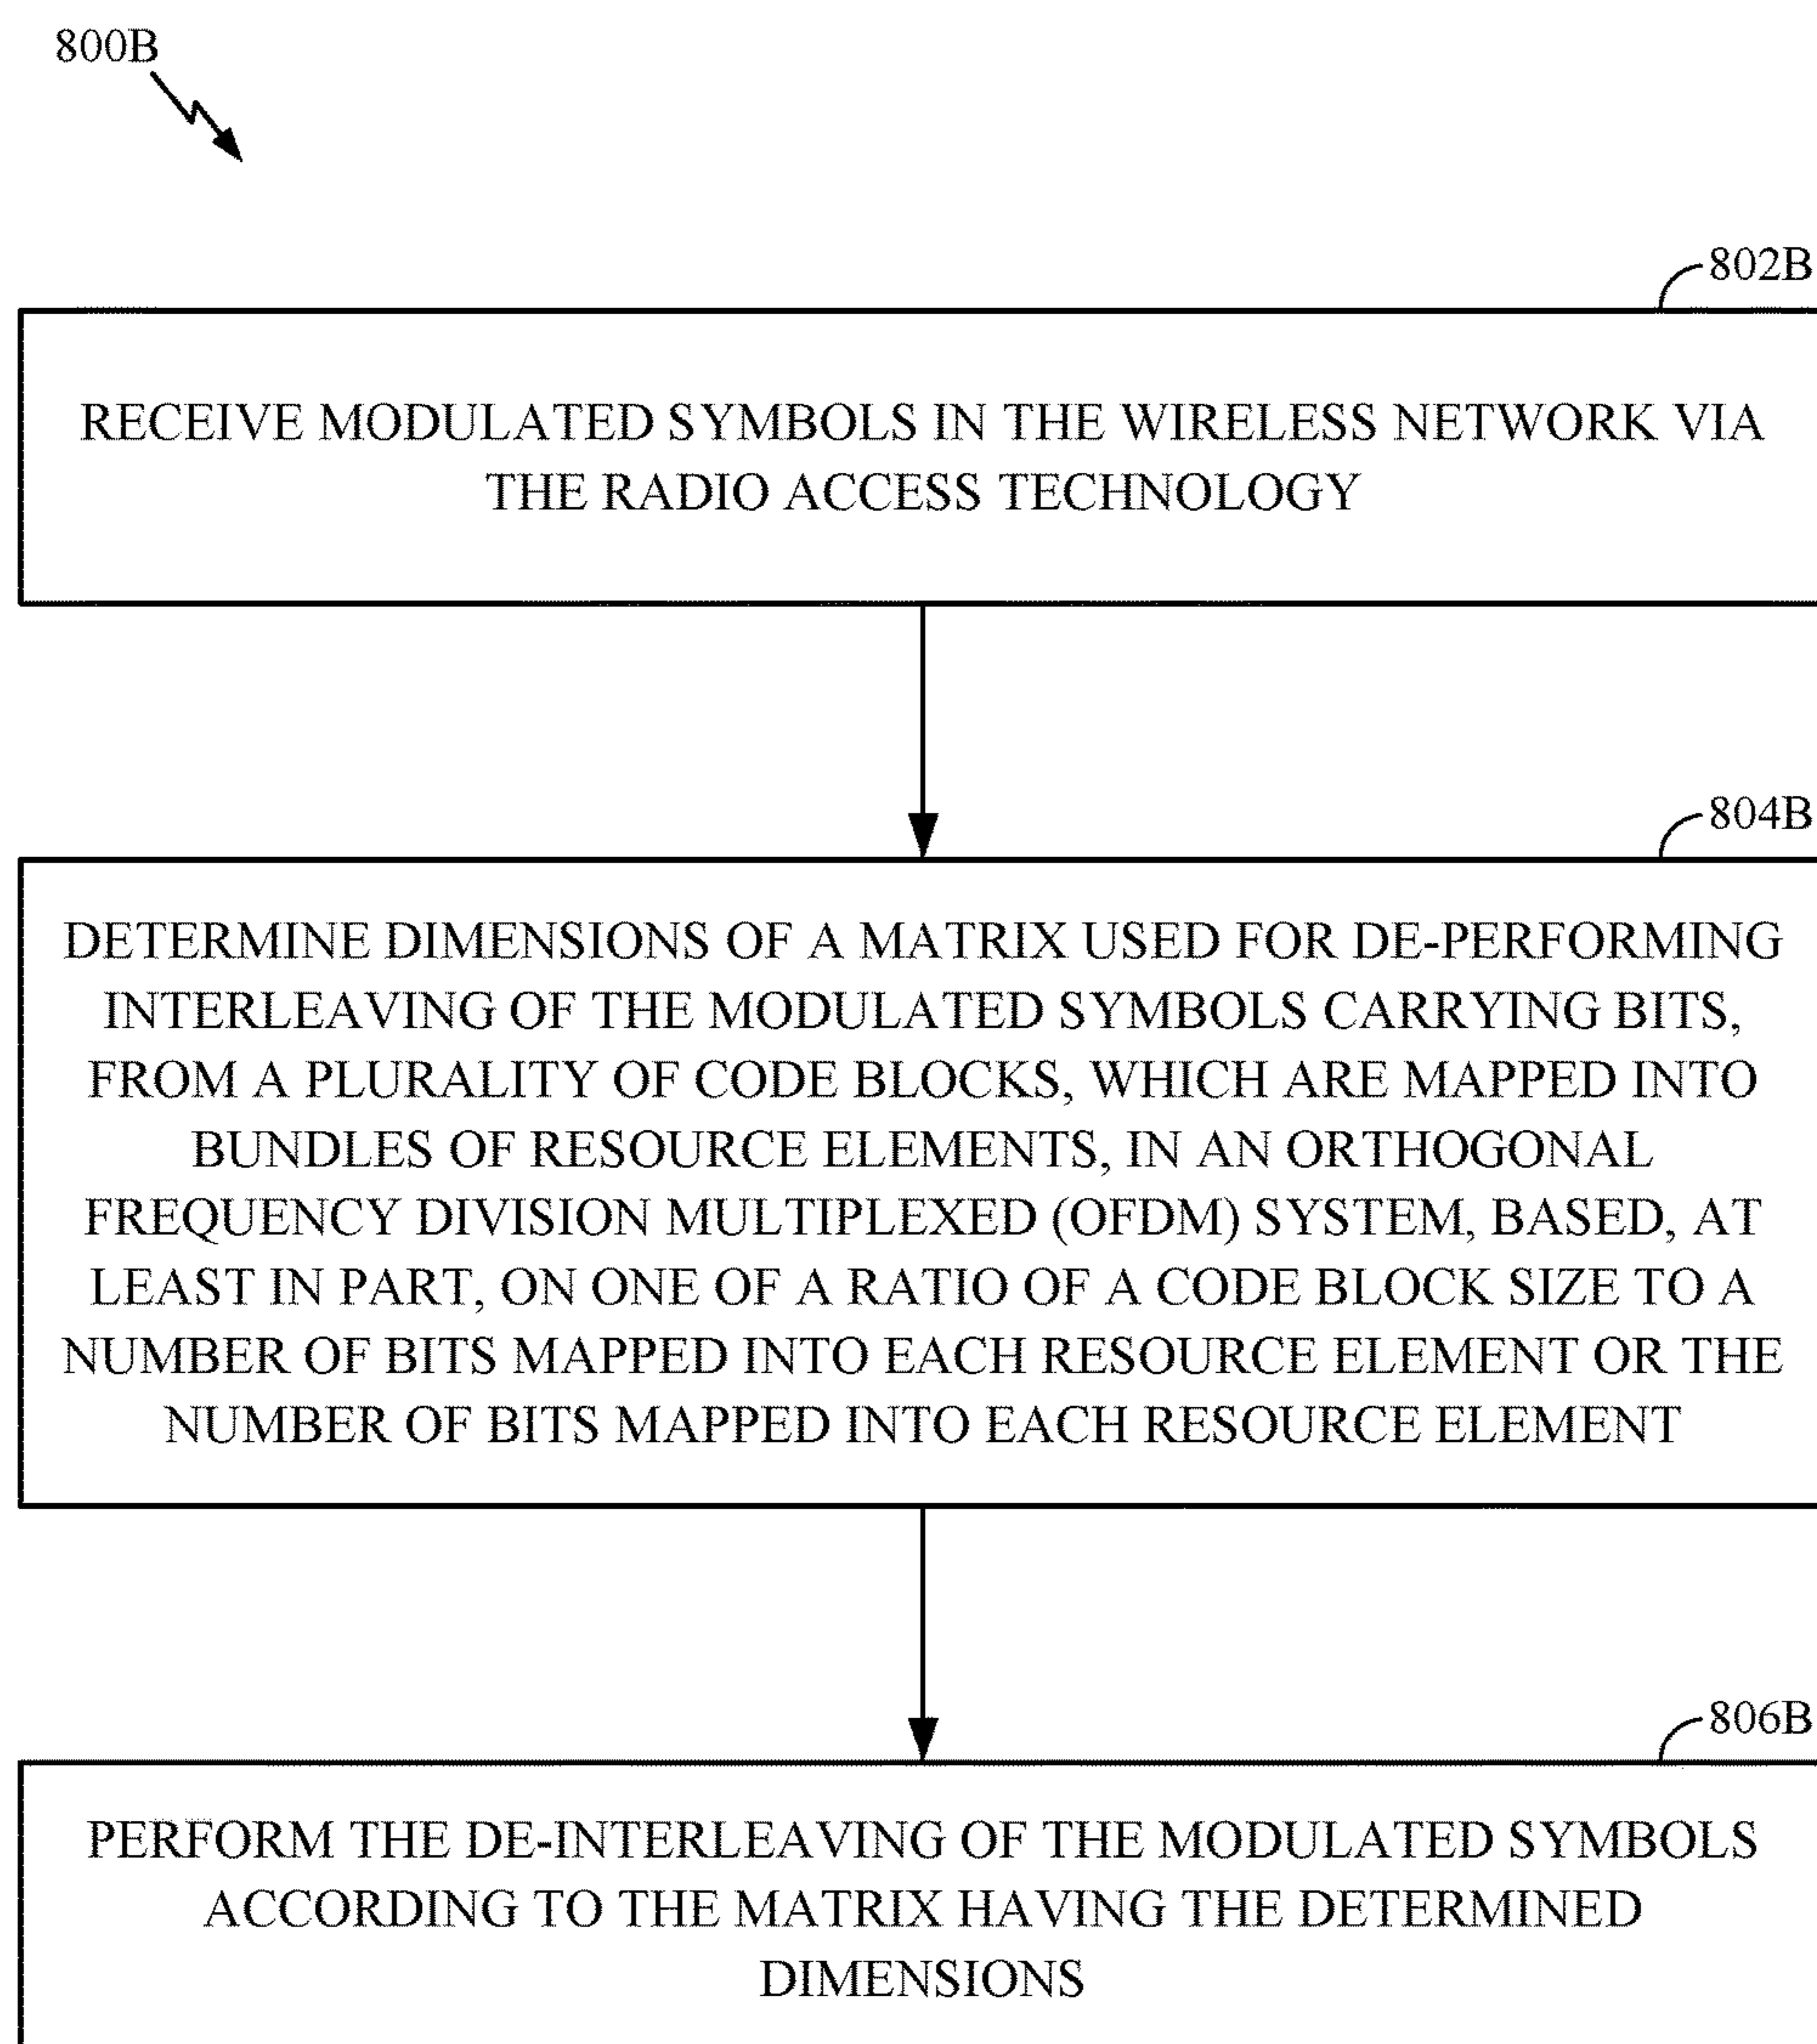 800B
802B
RECEIVE MODULATED SYMBOLS IN THE WIRELESS NETWORK VIA
THE RADIO ACCESS TECHNOLOGY
804B
DETERMINE DIMENSIONS OF A MATRIX USED FOR DE-PERFORMING
INTERLEAVING OF THE MODULATED SYMBOLS CARRYING BITS,
FROM A PLURALITY OF CODE BLOCKS, WHICH ARE MAPPED INTO
BUNDLES OF RESOURCE ELEMENTS, IN AN ORTHOGONAL
FREQUENCY DIVISION MULTIPLEXED (OFDM) SYSTEM, BASED, AT
LEAST IN PART, ON ONE OF A RATIO OF A CODE BLOCK SIZE TO A
NUMBER OF BITS MAPPED INTO EACH RESOURCE ELEMENT OR THE
NUMBER OF BITS MAPPED INTO EACH RESOURCE ELEMENT
806B
PERFORM THE DE-INTERLEAVING OF THE MODULATED SYMBOLS
ACCORDING TO THE MATRIX HAVING THE DETERMINED
DIMENSIONS